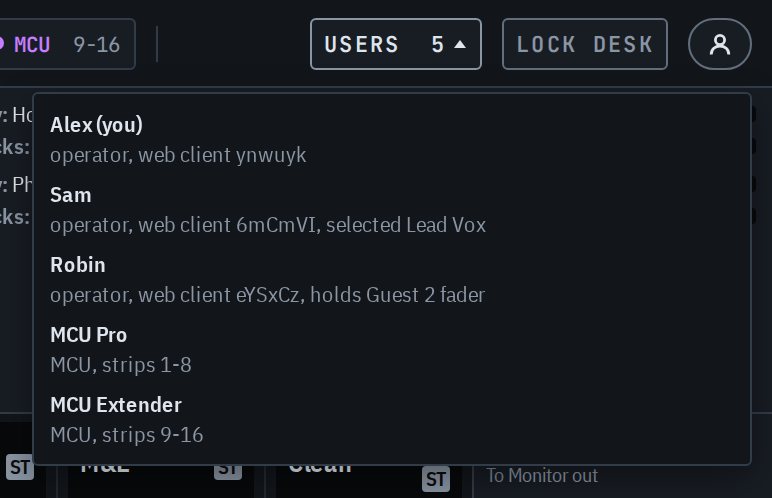 MCU 9-16 USERS 5 LOCK DESK
Alex (you)
operator, web client ynwuyk
Sam
operator, web client 6mCmVI, selected Lead Vox
Robin
operator, web client eYSxCz, holds Guest 2 fader
MCU Pro
MCU, strips 1-8
MCU Extender
MCU, strips 9-16
ST M&E ST Clean ST To Monitor out